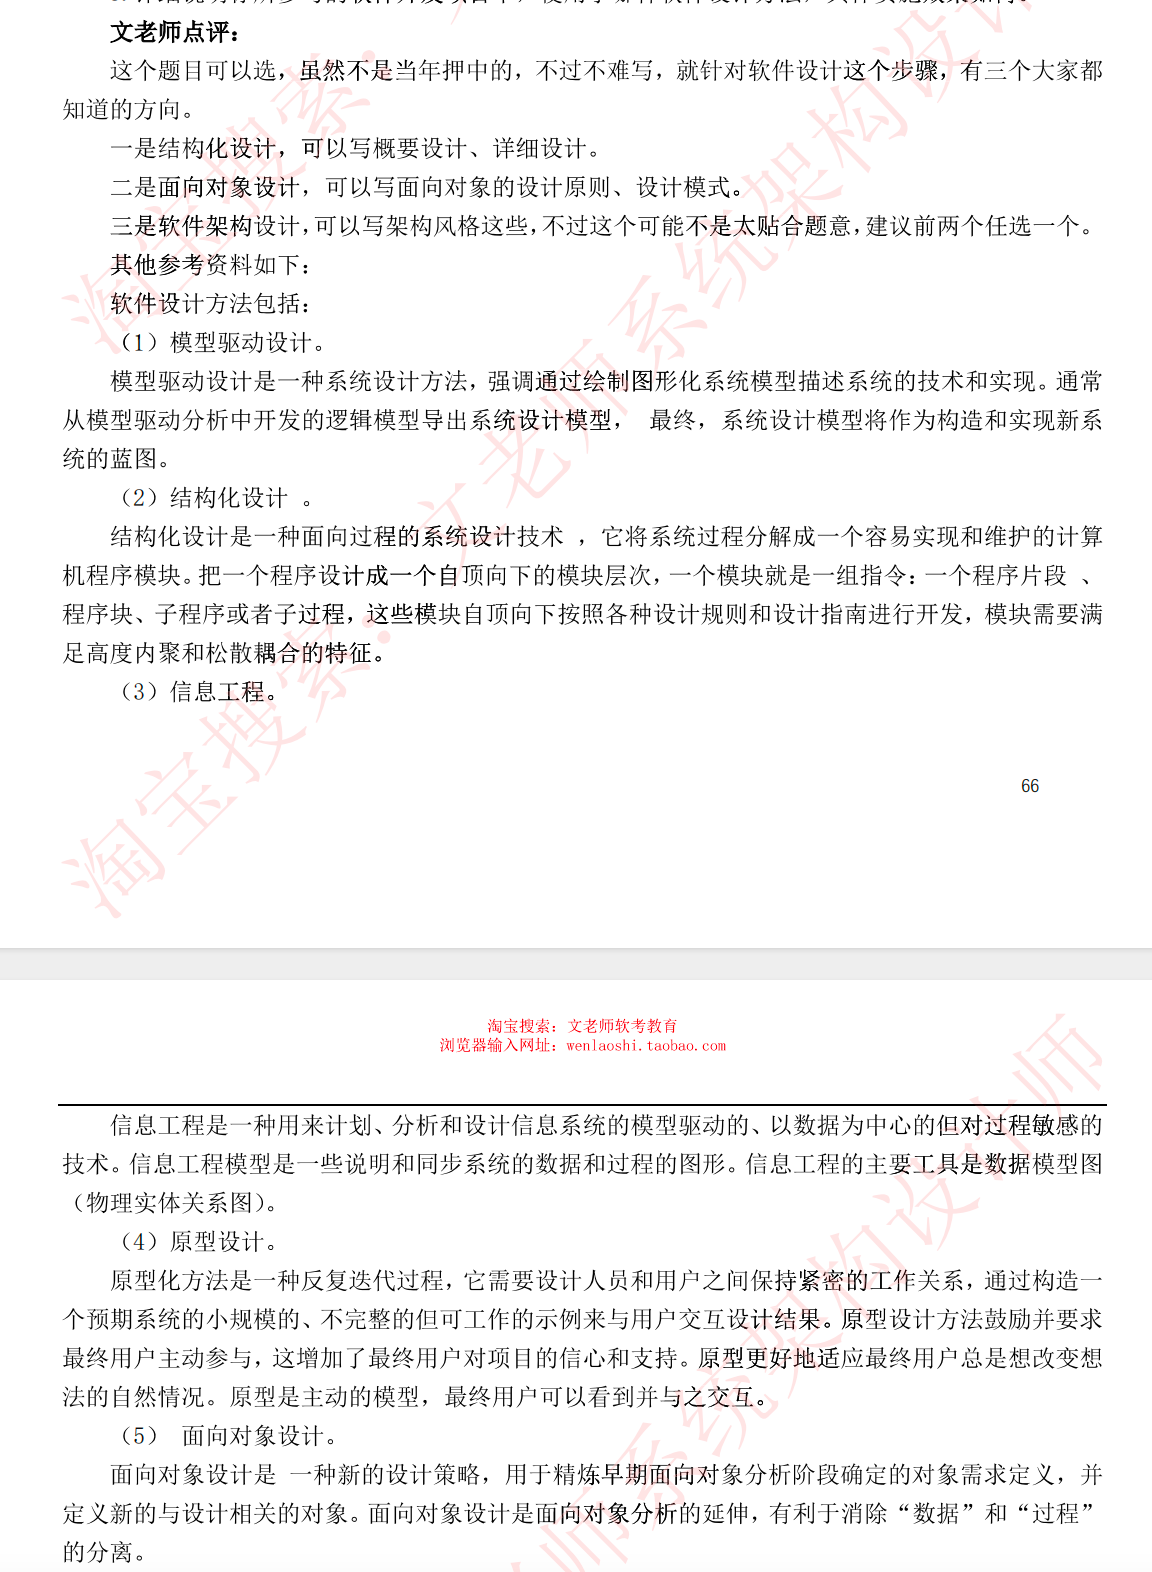 文老师点评：
这个题目可以选，虽然不是当年押中的，不过不难写，就针对软件设计这个步骤，有三个大家都
知道的方向。
一是结构化设计，可以写概要设计、详细设计。
二是面向对象设计，可以写面向对象的设计原则、设计模式。
三是软件架构设计，可以写架构风格这些，不过这个可能不是太贴合题意，建议前两个任选一个。
其他参考资料如下：
软件设计方法包括：
（1）模型驱动设计。
模型驱动设计是一种系统设计方法，强调通过绘制图形化系统模型描述系统的技术和实现。通常
从模型驱动分析中开发的逻辑模型导出系统设计模型， 最终，系统设计模型将作为构造和实现新系
统的蓝图。
（2）结构化设计 。
结构化设计是一种面向过程的系统设计技术 ，它将系统过程分解成一个容易实现和维护的计算
机程序模块。把一个程序设计成一个自顶向下的模块层次，一个模块就是一组指令：一个程序片段 、
程序块、子程序或者子过程，这些模块自顶向下按照各种设计规则和设计指南进行开发，模块需要满
足高度内聚和松散耦合的特征。
（3）信息工程。
66
淘宝搜索：文老师软考教育
浏览器输入网址：wenlaoshi.taobao.com
信息工程是一种用来计划、分析和设计信息系统的模型驱动的、以数据为中心的但对过程敏感的
技术。信息工程模型是一些说明和同步系统的数据和过程的图形。信息工程的主要工具是数据模型图
（物理实体关系图）。
（4）原型设计。
原型化方法是一种反复迭代过程，它需要设计人员和用户之间保持紧密的工作关系，通过构造一
个预期系统的小规模的、不完整的但可工作的示例来与用户交互设计结果。原型设计方法鼓励并要求
最终用户主动参与，这增加了最终用户对项目的信心和支持。原型更好地适应最终用户总是想改变想
法的自然情况。原型是主动的模型，最终用户可以看到并与之交互。
（5） 面向对象设计。
面向对象设计是 一种新的设计策略，用于精炼早期面向对象分析阶段确定的对象需求定义，并
定义新的与设计相关的对象。面向对象设计是面向对象分析的延伸，有利于消除“数据”和“过程”
的分离。
淘宝搜索：
淘宝搜索：文老师系统架构设计师
老师系统架构设计师